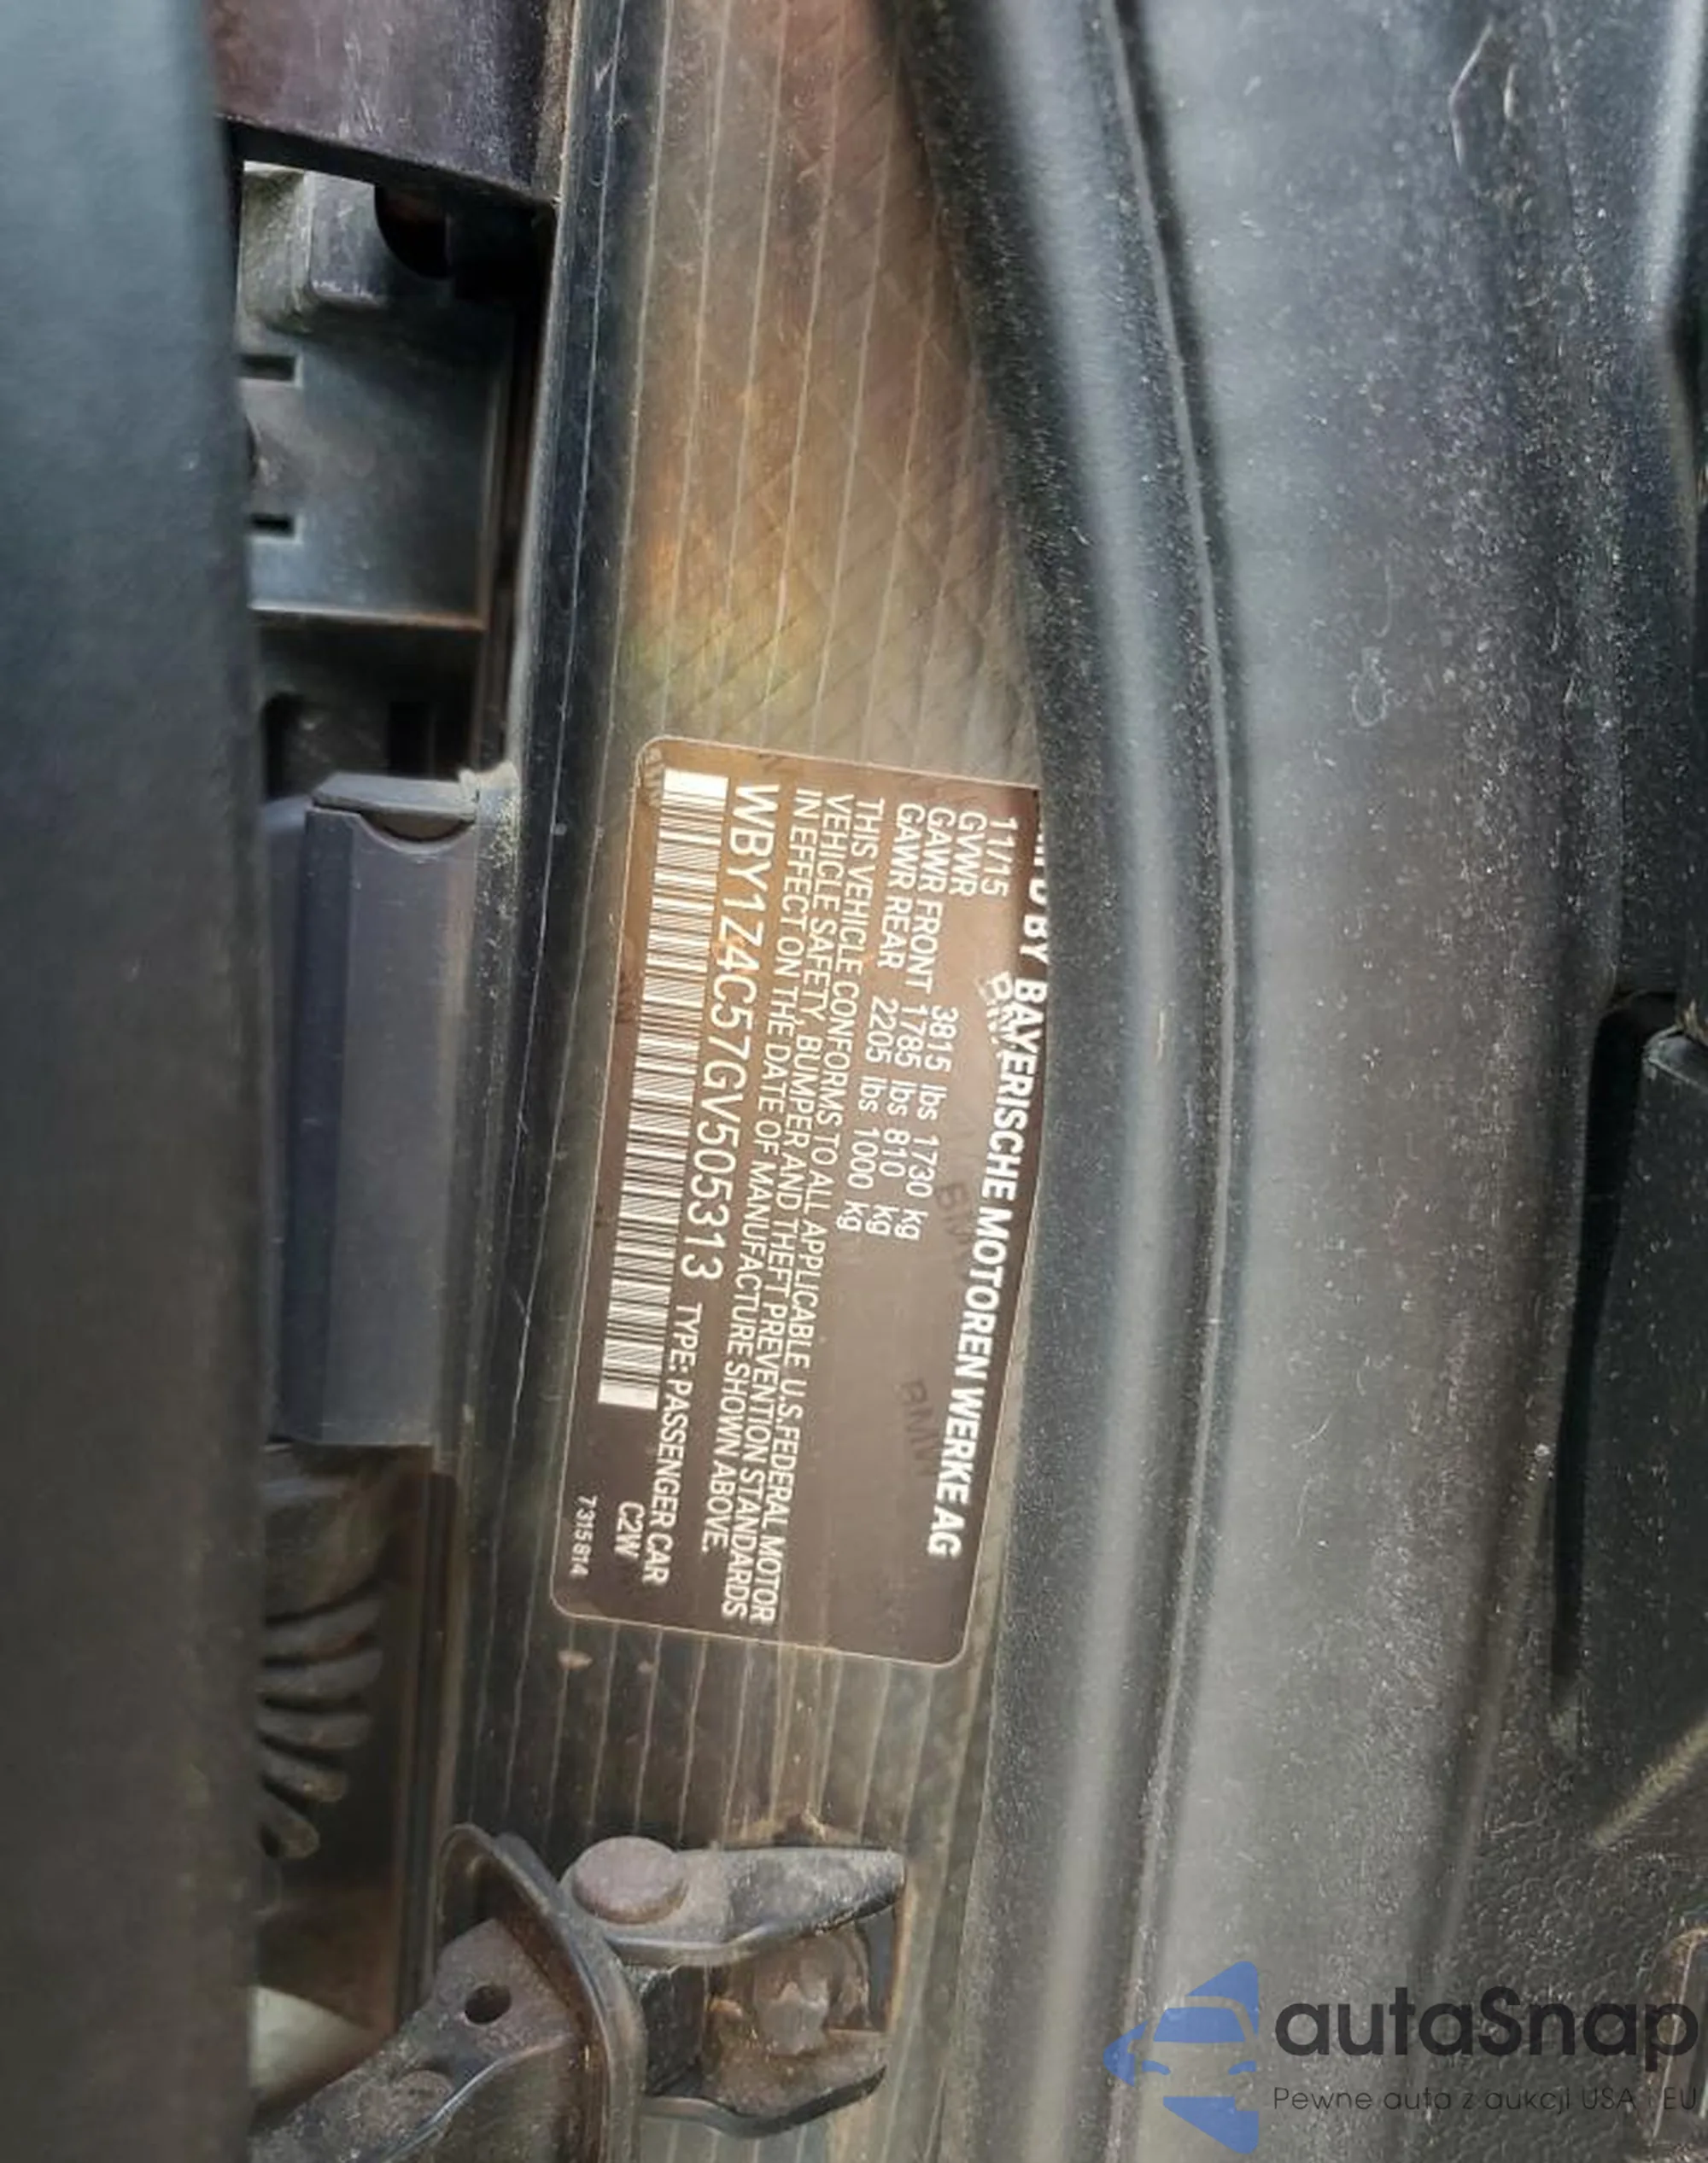 BY BAYERISCHE MOTOREN WERKE AG
11/15
GVWR 3815 lbs 1730 kg
GAWR FRONT 1785 lbs 810 kg
GAWR REAR 2205 lbs 1000 kg
THIS VEHICLE CONFORMS TO ALL APPLICABLE U.S. FEDERAL MOTOR
VEHICLE SAFETY, BUMPER AND THEFT PREVENTION STANDARDS
IN EFFECT ON THE DATE OF MANUFACTURE SHOWN ABOVE.
WBY1Z4C57GV505313 TYPE: PASSENGER CAR
C2W
7315814
BMW
autaSnap
Pewne auta z aukcji USA i EU